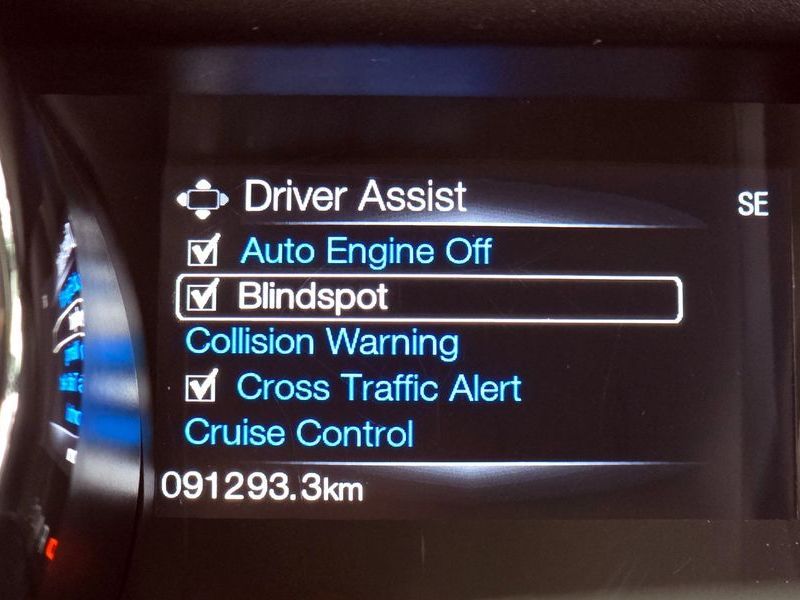 Driver Assist
SE
Auto Engine Off
Blindspot
Collision Warning
Cross Traffic Alert
Cruise Control
091293.3km